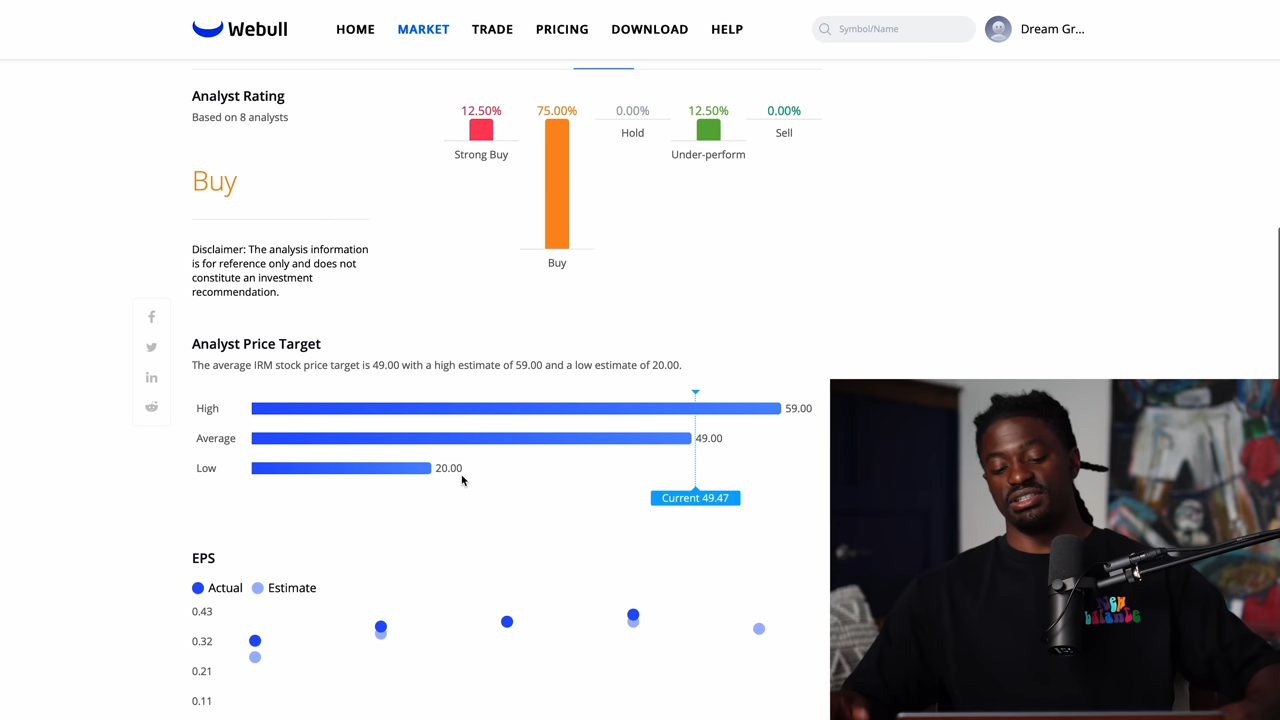 Webull
HOME MARKET TRADE PRICING DOWNLOAD HELP
Symbol/Name
Dream Gr...
Analyst Rating
Based on 8 analysts
12.50% 75.00% 0.00% 12.50% 0.00%
Hold Sell
Strong Buy Under-perform
Buy
Disclaimer: The analysis information
is for reference only and does not
constitute an investment
recommendation.
Buy
Analyst Price Target
The average IRM stock price target is 49.00 with a high estimate of 59.00 and a low estimate of 20.00.
High 59.00
Average 49.00
Low 20.00
Current 49.47
EPS
Actual Estimate
0.43
0.32
0.21
0.11
New
balance